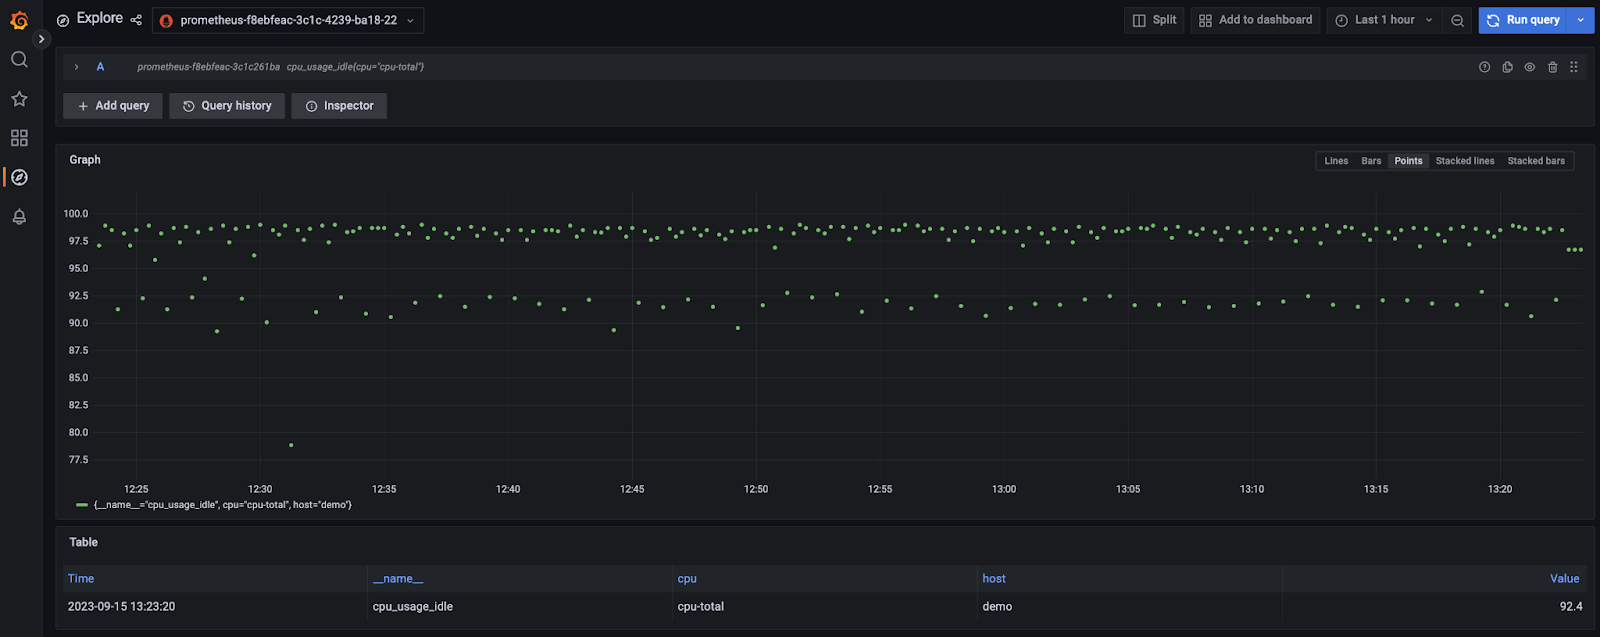 Explore prometheus-f8ebfeac-3c1c-4239-ba18-22 Split Add to dashboard Last 1 hour Run query
A prometheus-f8ebfeac-3c1c261ba cpu_usage_idle{cpu="cpu-total"}
+ Add query Query history Inspector
Graph
Lines Bars Points Stacked lines Stacked bars
100.0
97.5
95.0
92.5
90.0
87.5
85.0
82.5
80.0
77.5
12:25 12:30 12:35 12:40 12:45 12:50 12:55 13:00 13:05 13:10 13:15 13:20
{__name__="cpu_usage_idle", cpu="cpu-total", host="demo"}
Table
Time __name__ cpu host Value
2023-09-15 13:23:20 cpu_usage_idle cpu-total demo 92.4